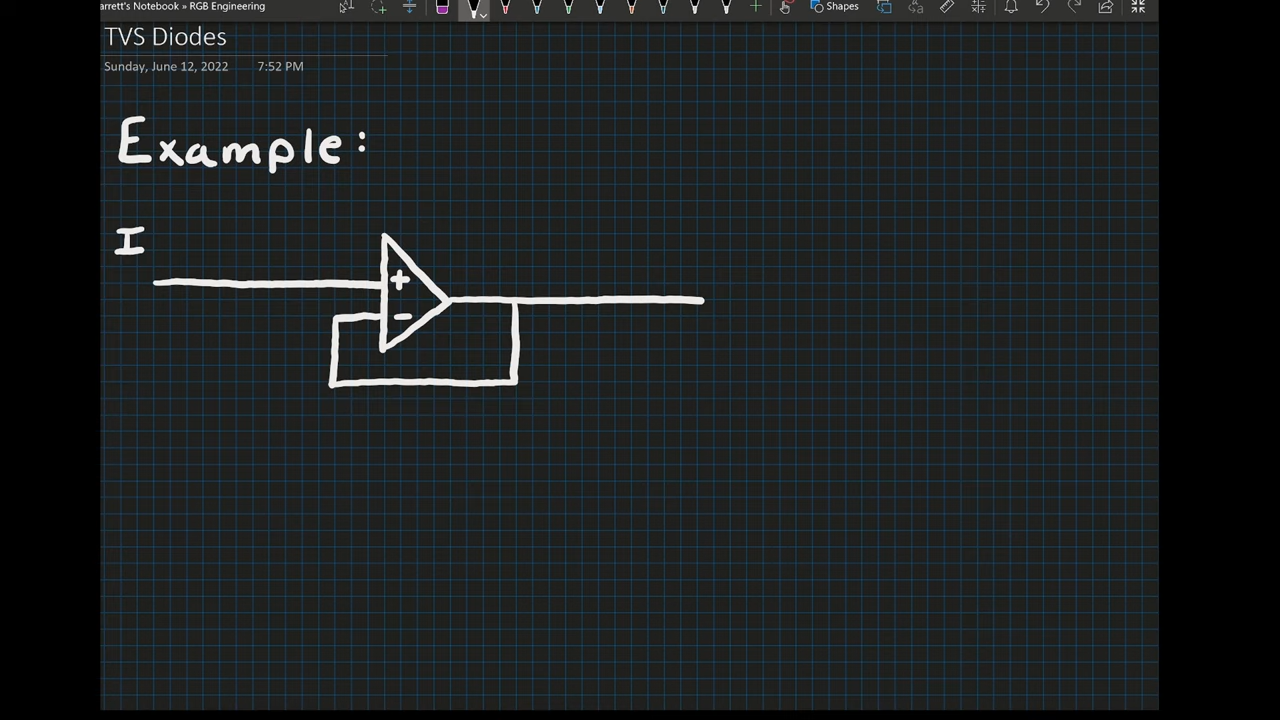 arrett's Notebook » RGB Engineering
Shapes
TVS Diodes
Sunday, June 12, 2022 7:52 PM
Example:
I
+
-